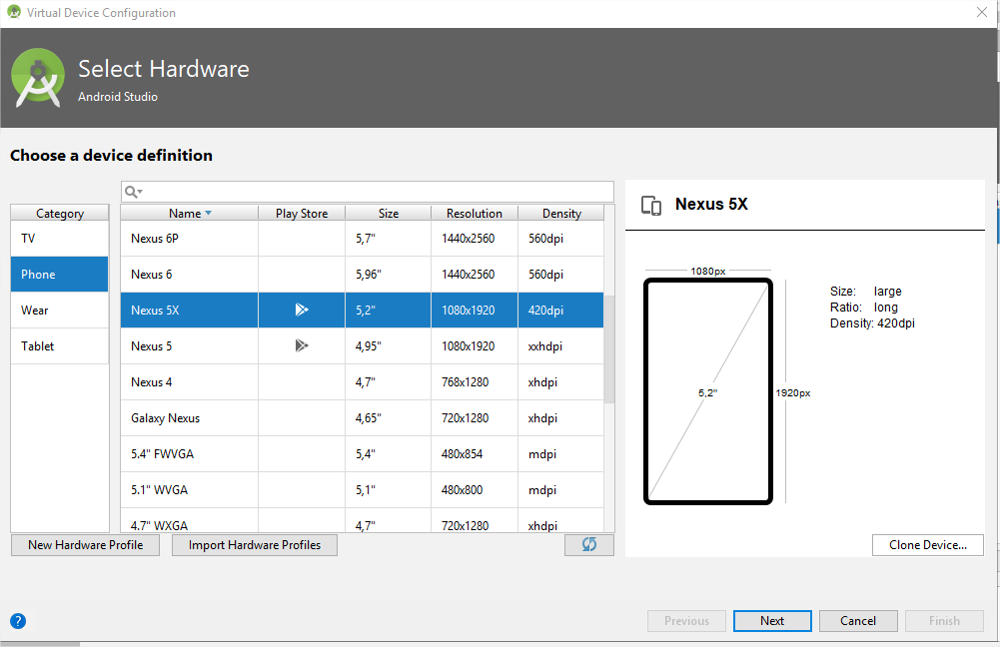 Virtual Device Configuration
Select Hardware
Android Studio
Choose a device definition
Category
TV
Phone
Wear
Tablet
Name Play Store Size Resolution Density
Nexus 6P 5,7" 1440x2560 560dpi
Nexus 6 5,96" 1440x2560 560dpi
Nexus 5X 5,2" 1080x1920 420dpi
Nexus 5 4,95" 1080x1920 xxhdpi
Nexus 4 4,7" 768x1280 xhdpi
Galaxy Nexus 4,65" 720x1280 xhdpi
5.4" FWVGA 5,4" 480x854 mdpi
5.1" WVGA 5,1" 480x800 mdpi
4.7" WXGA 4,7" 720x1280 xhdpi
New Hardware Profile Import Hardware Profiles
Nexus 5X
1080px
5,2"
1920px
Size: large
Ratio: long
Density: 420dpi
Clone Device...
? Previous Next Cancel Finish